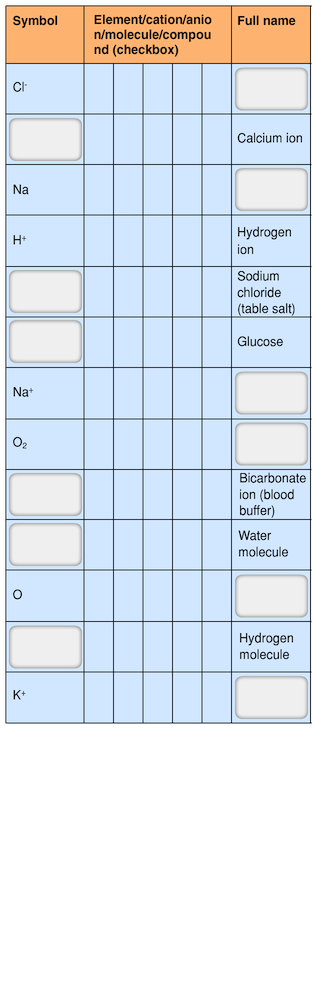 Symbol
Element/cation/anio
n/molecule/compou
nd (checkbox)
Full name
Cl⁻
Calcium ion
Na
H⁺
Hydrogen
ion
Sodium
chloride
(table salt)
Glucose
Na⁺
O₂
Bicarbonate
ion (blood
buffer)
Water
molecule
O
Hydrogen
molecule
K⁺